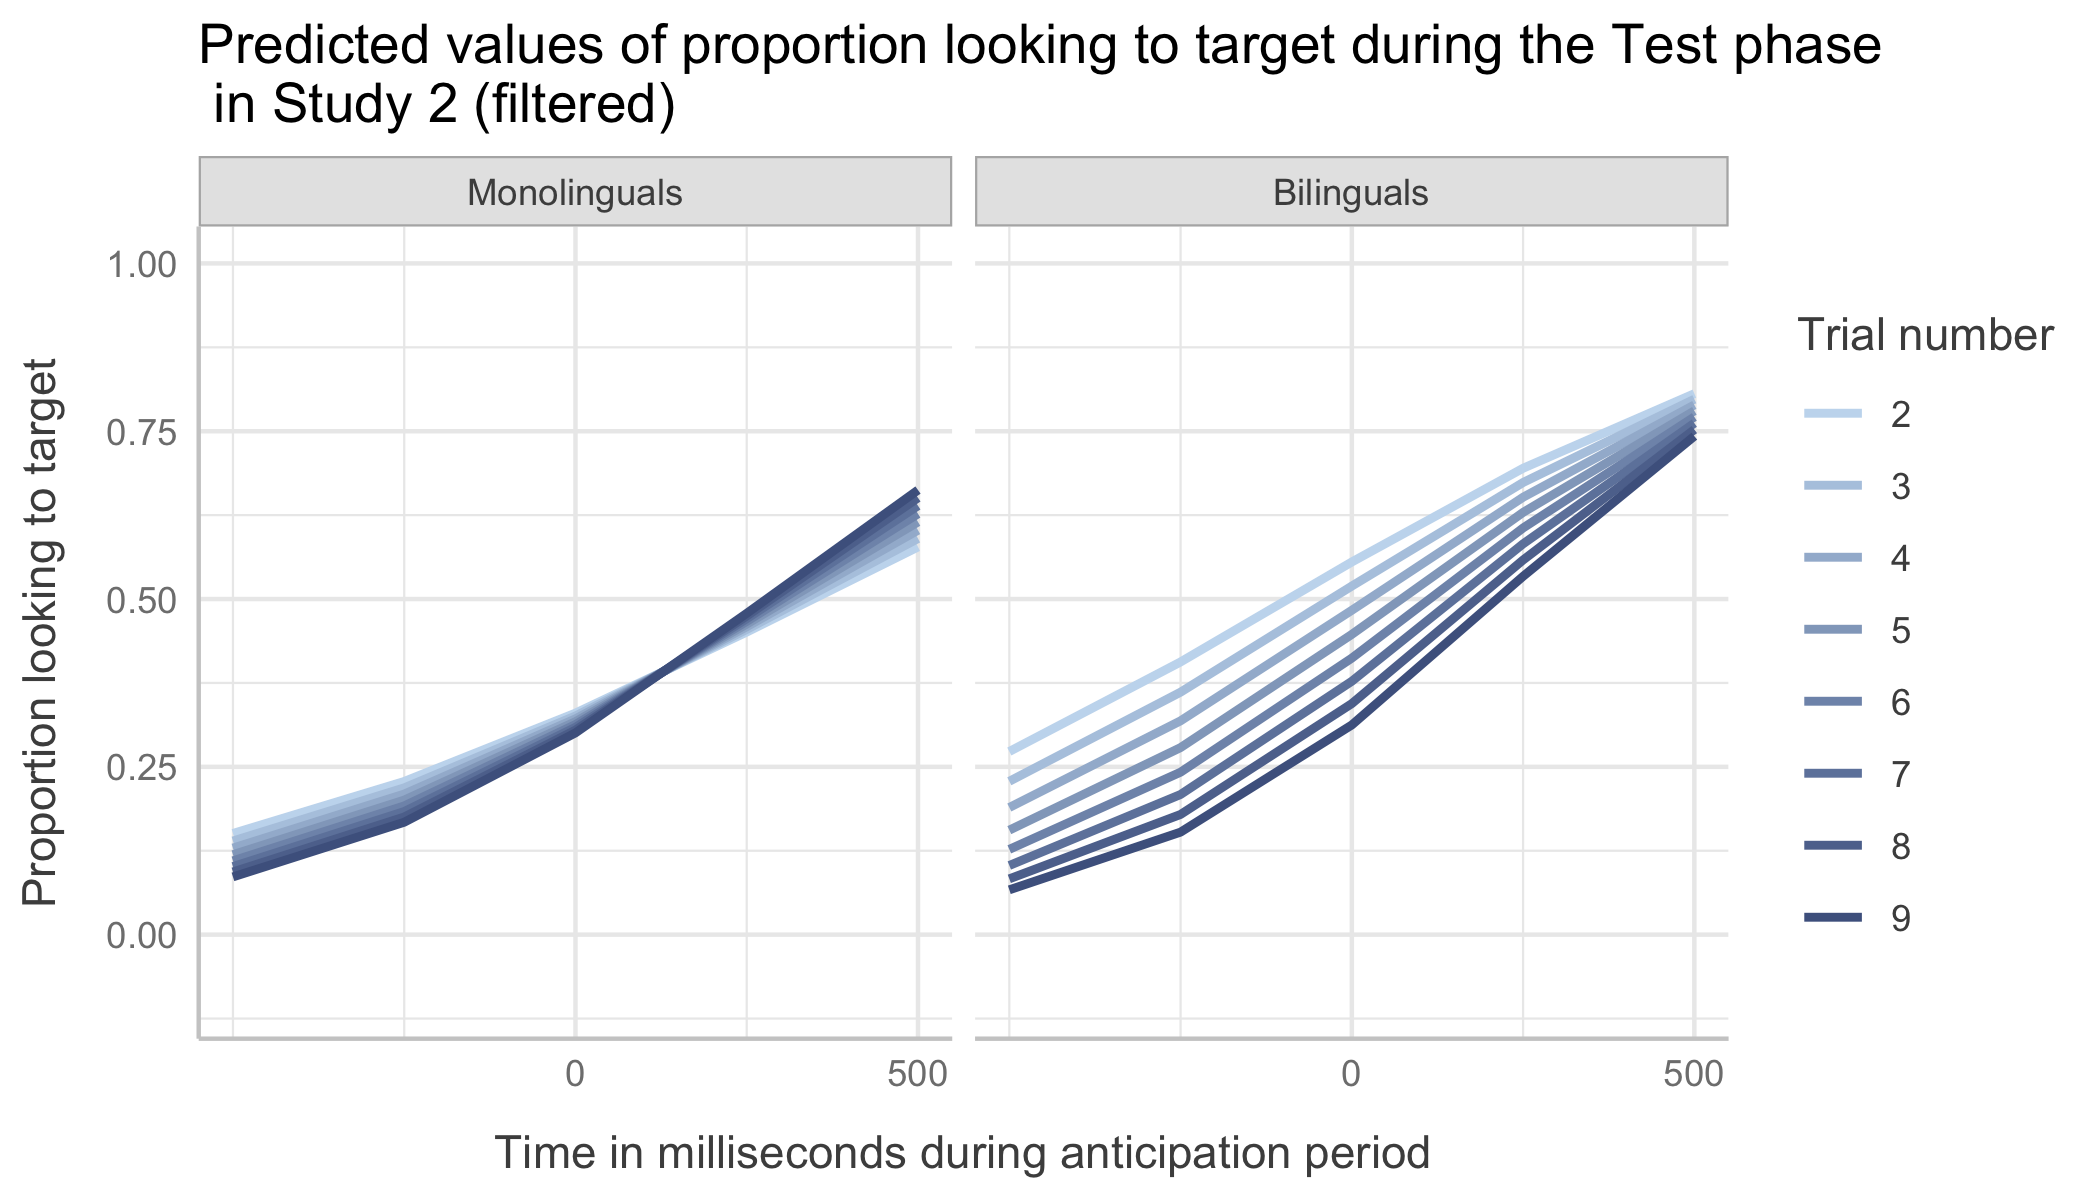 Predicted values of proportion looking to target during the Test phase
in Study 2 (filtered)
Monolinguals
Bilinguals
Proportion looking to target
1.00
0.75
0.50
0.25
0.00
0
500
0
500
Time in milliseconds during anticipation period
Trial number
2
3
4
5
6
7
8
9